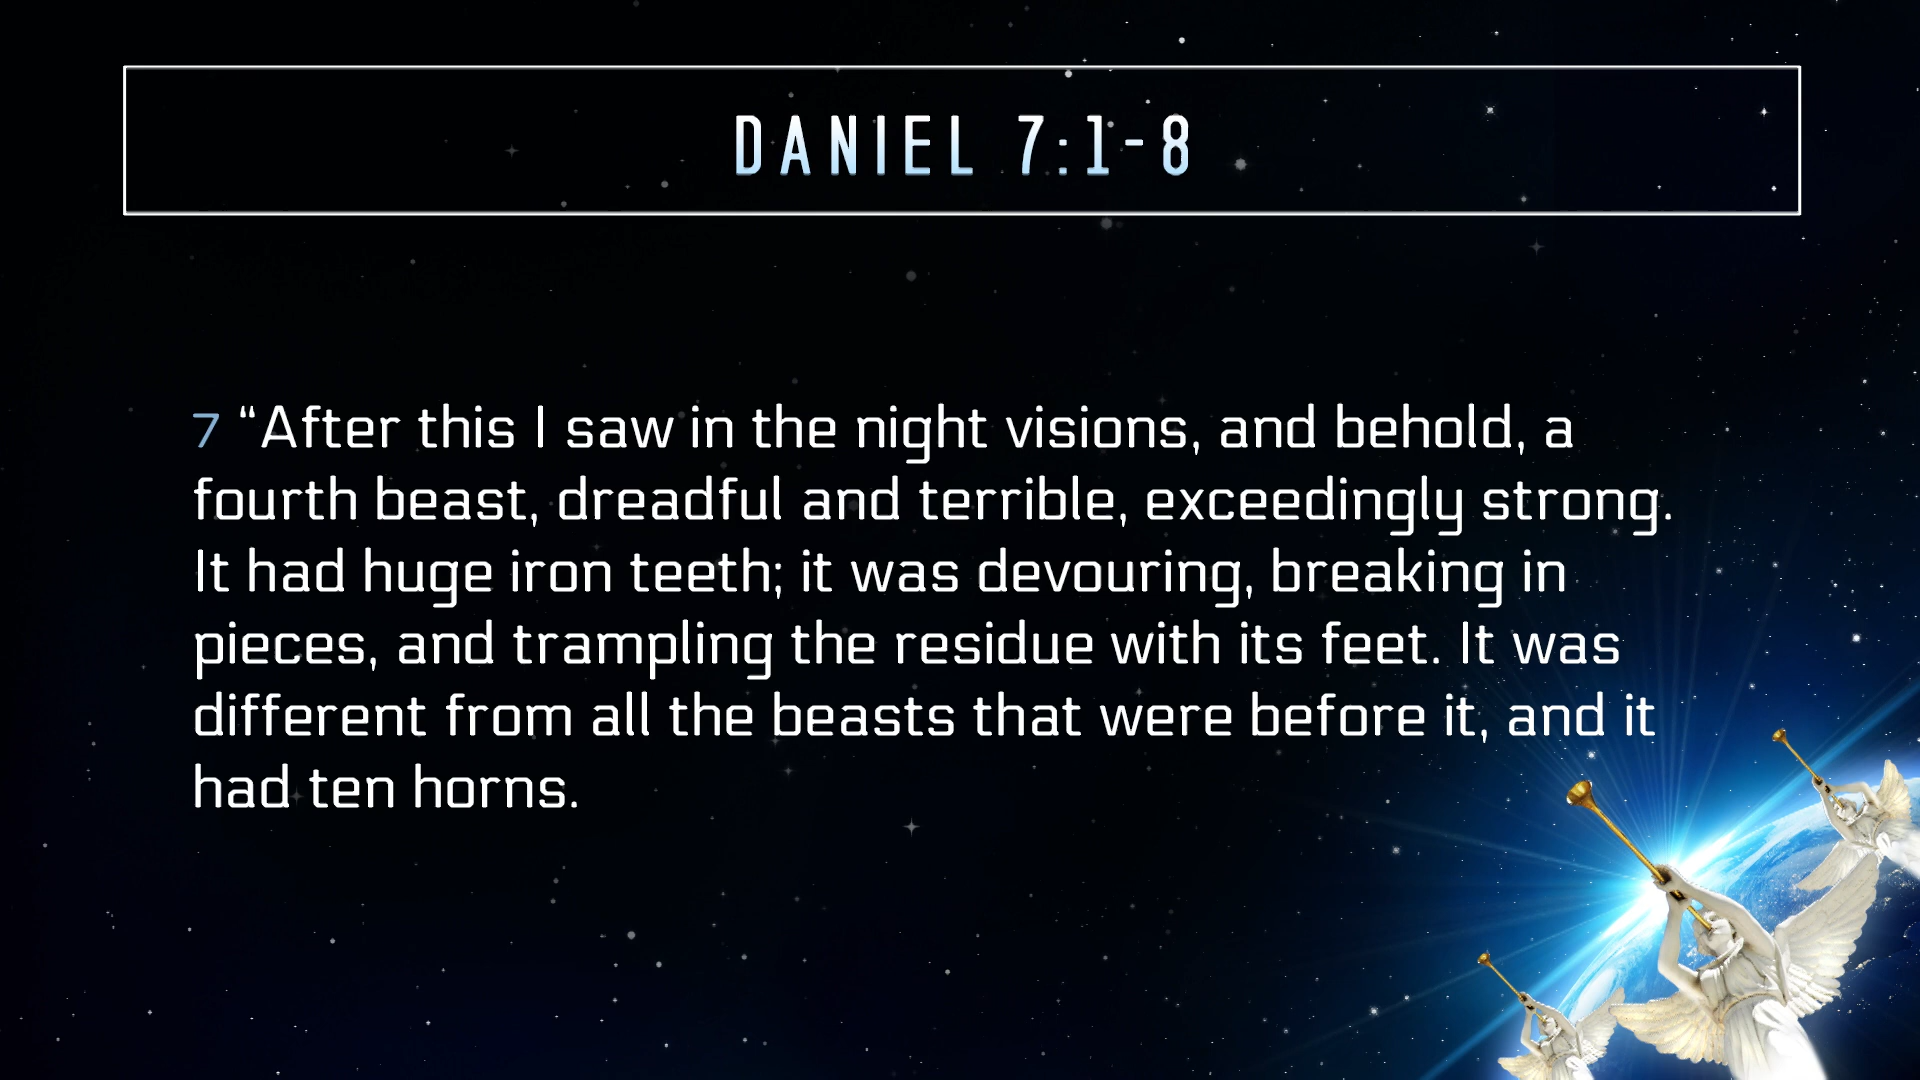 DANIEL 7:1-8
7 “After this I saw in the night visions, and behold, a
fourth beast, dreadful and terrible, exceedingly strong.
It had huge iron teeth; it was devouring, breaking in
pieces, and trampling the residue with its feet. It was
different from all the beasts that were before it, and it
had ten horns.